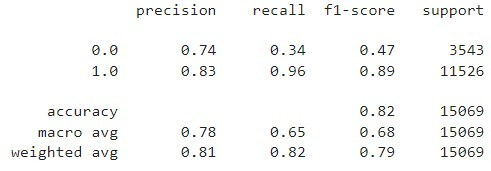 precision recall f1-score support
0.0 0.74 0.34 0.47 3543
1.0 0.83 0.96 0.89 11526
accuracy 0.82 15069
macro avg 0.78 0.65 0.68 15069
weighted avg 0.81 0.82 0.79 15069